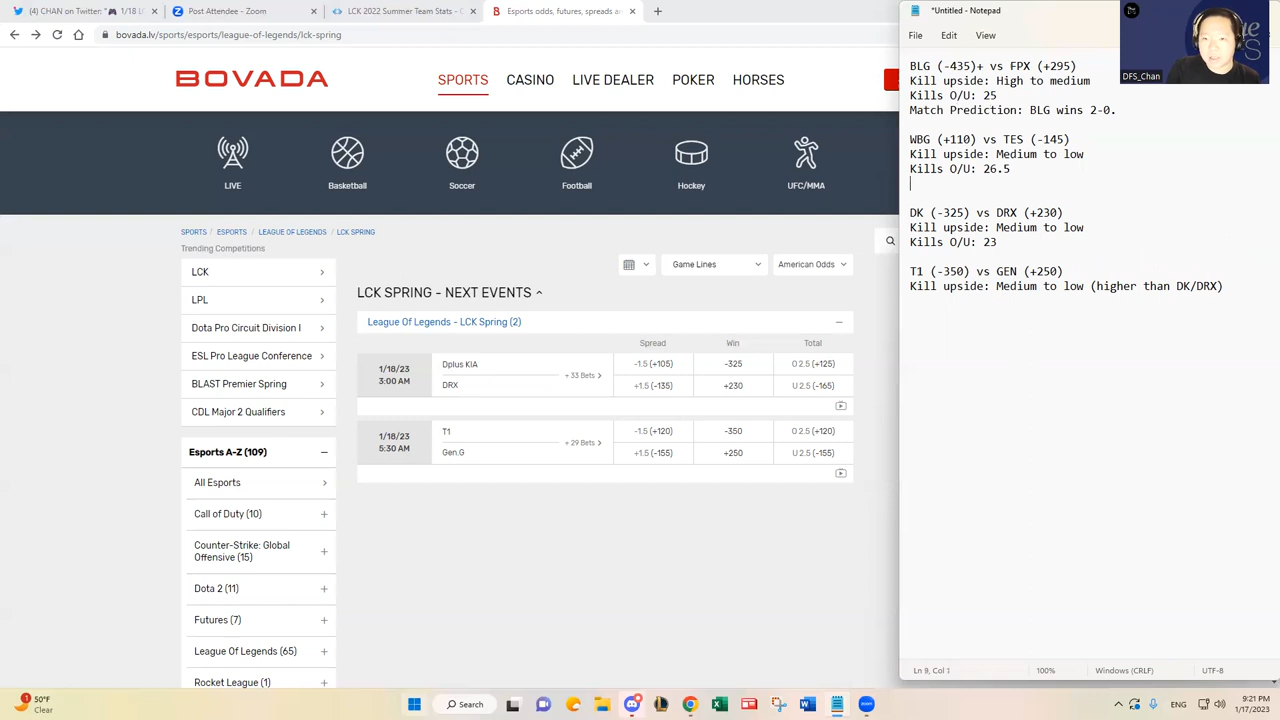 (4) CHAN on Twitter: "🎮 1/18 LC
Post Attendee - Zoom
LCK 2022 Summer Team Stats - O
Esports odds, futures, spreads an
bovada.lv/sports/esports/league-of-legends/lck-spring
BOVADA
SPORTS
CASINO
LIVE DEALER
POKER
HORSES
LIVE
Basketball
Soccer
Football
Hockey
UFC/MMA
SPORTS
ESPORTS
LEAGUE OF LEGENDS
LCK SPRING
Trending Competitions
LCK
LPL
Dota Pro Circuit Division I
ESL Pro League Conference
BLAST Premier Spring
CDL Major 2 Qualifiers
Esports A-Z (109)
All Esports
Call of Duty (10)
Counter-Strike: Global
Offensive (15)
Dota 2 (11)
Futures (7)
League Of Legends (65)
Rocket League (1)
Game Lines
American Odds
LCK SPRING - NEXT EVENTS
League Of Legends - LCK Spring (2)
Spread Win Total
1/18/23
3:00 AM
Dplus KIA
DRX
+ 33 Bets
-1.5 (+105) -325 O 2.5 (+125)
+1.5 (-135) +230 U 2.5 (-165)
1/18/23
5:30 AM
T1
Gen.G
+ 29 Bets
-1.5 (+120) -350 O 2.5 (+120)
+1.5 (-155) +250 U 2.5 (-155)
*Untitled - Notepad
File Edit View
DFS_Chan
BLG (-435)+ vs FPX (+295)
Kill upside: High to medium
Kills O/U: 25
Match Prediction: BLG wins 2-0.
WBG (+110) vs TES (-145)
Kill upside: Medium to low
Kills O/U: 26.5
DK (-325) vs DRX (+230)
Kill upside: Medium to low
Kills O/U: 23
T1 (-350) vs GEN (+250)
Kill upside: Medium to low (higher than DK/DRX)
Ln 9, Col 1
100%
Windows (CRLF)
UTF-8
50°F
Clear
Search
ENG
9:21 PM
1/17/2023